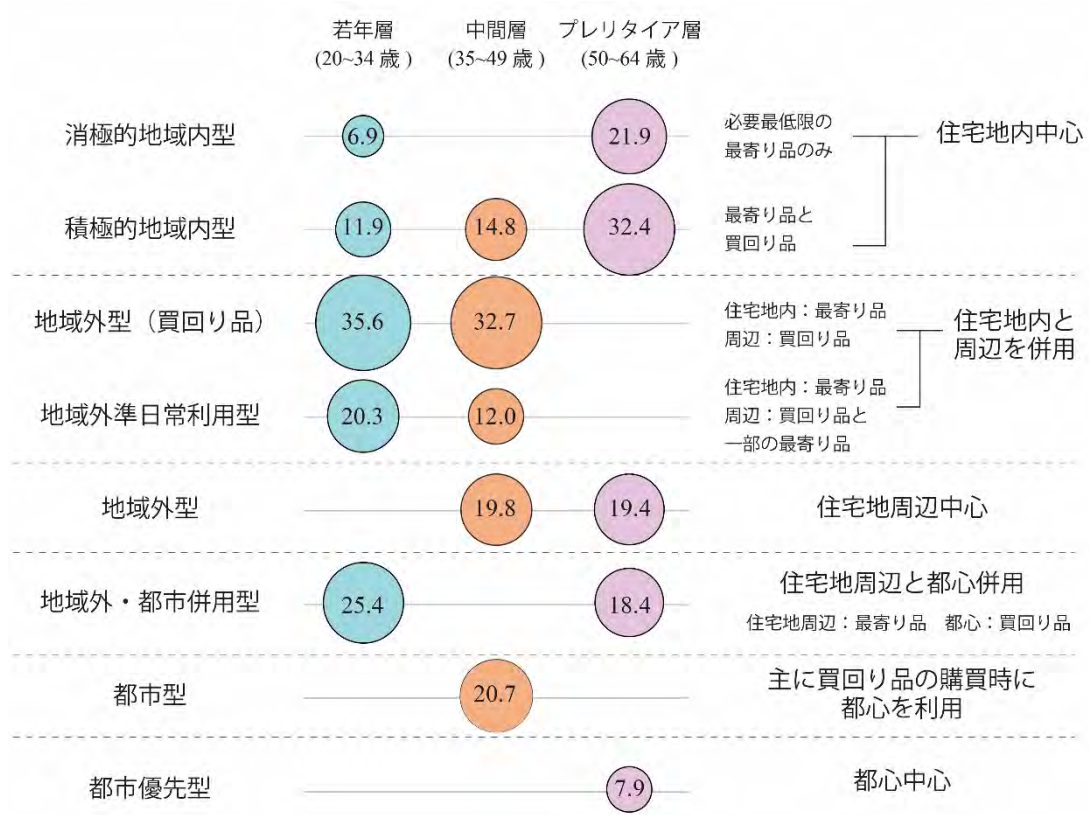 若年層 中間層 プレリタイア層
(20~34 歳 ) (35~49 歳 ) (50~64 歳 )
消極的地域内型 6.9 21.9
必要最低限の
最寄り品のみ
住宅地内中心
積極的地域内型 11.9 14.8 32.4
最寄り品と
買回り品
地域外型（買回り品） 35.6 32.7
住宅地内：最寄り品
周辺：買回り品
住宅地内と
周辺を併用
地域外準日常利用型 20.3 12.0
住宅地内：最寄り品
周辺：買回り品と
一部の最寄り品
地域外型 19.8 19.4 住宅地周辺中心
地域外・都市併用型 25.4 18.4
住宅地周辺と都心併用
住宅地周辺：最寄り品 都心：買回り品
都市型 20.7
主に買回り品の購買時に
都心を利用
都市優先型 7.9 都心中心